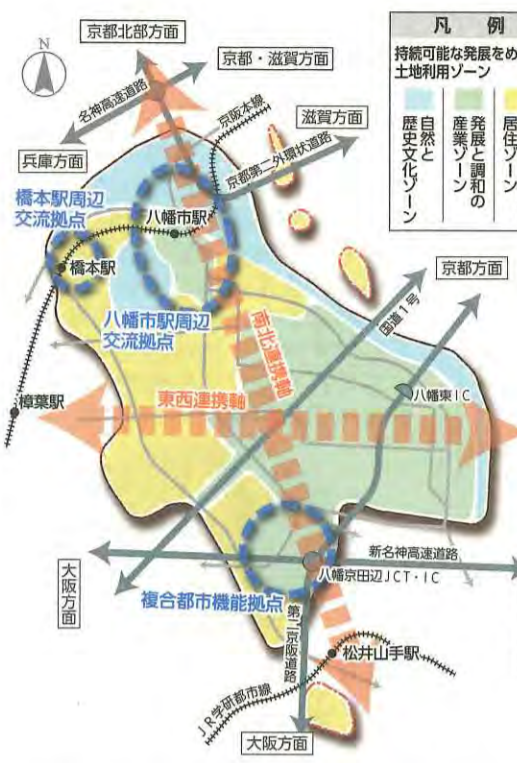 凡 例
持続可能な発展をめ
土地利用ゾーン
自然と
歴史文化ゾーン
発展と調和の
産業ゾーン
居住ゾーン
N
京都北部方面
京都・滋賀方面
名神高速道路
京阪本線
滋賀方面
兵庫方面
京都第二外環状道路
橋本駅周辺
交流拠点
八幡市駅
橋本駅
京都方面
国道1号
八幡市駅周辺
交流拠点
南北連携軸
八幡東IC
樟葉駅
東西連携軸
新名神高速道路
大阪方面
八幡京田辺JCT・IC
複合都市機能拠点
第二京阪道路
松井山手駅
JR学研都市線
大阪方面